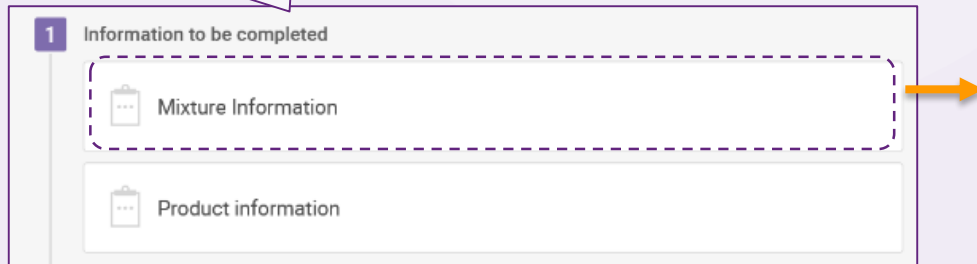 1 Information to be completed
Mixture Information
Product information